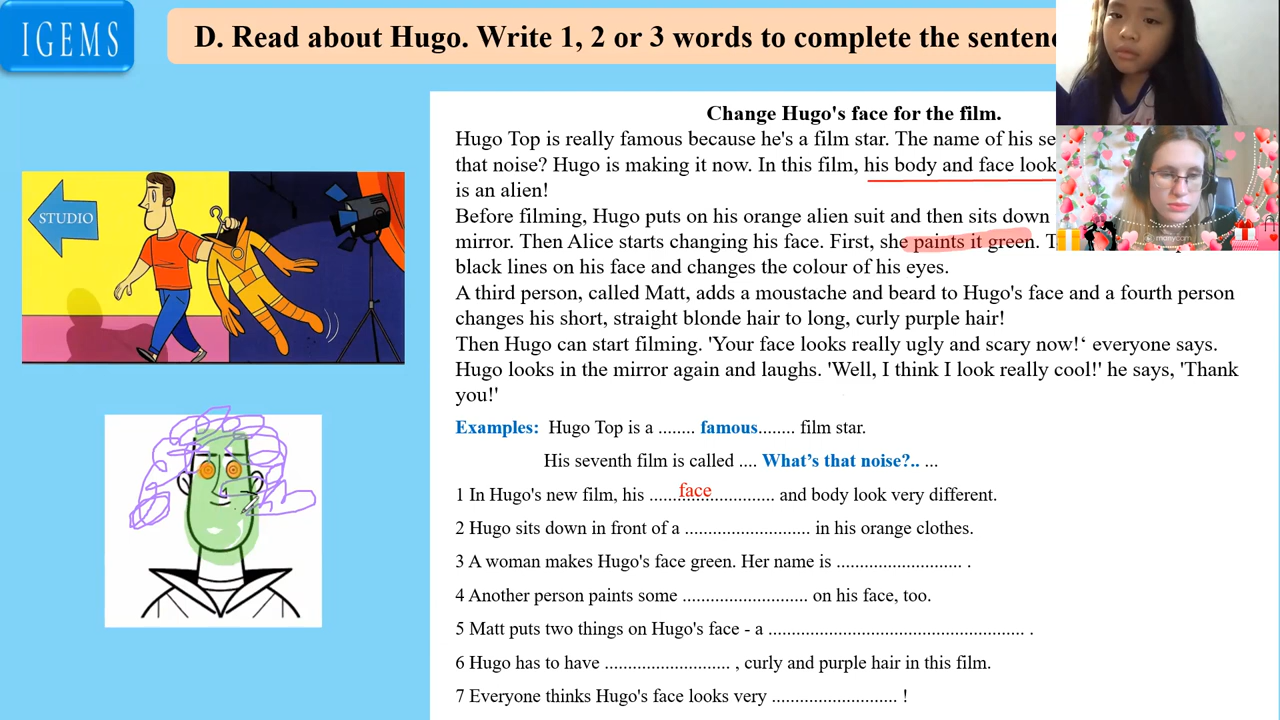 IGEMS
D. Read about Hugo. Write 1, 2 or 3 words to complete the
STUDIO
Change Hugo's face for the film.
Hugo Top is really famous because he's a film star. The name of his
that noise? Hugo is making it now. In this film, his body and face look
is an alien!
Before filming, Hugo puts on his orange alien suit and then sits down
mirror. Then Alice starts changing his face. First, she paints it green.
black lines on his face and changes the colour of his eyes.
A third person, called Matt, adds a moustache and beard to Hugo's face and a fourth person
changes his short, straight blonde hair to long, curly purple hair!
Then Hugo can start filming. 'Your face looks really ugly and scary now!‘ everyone says.
Hugo looks in the mirror again and laughs. 'Well, I think I look really cool!' he says, 'Thank
you!'
Examples: Hugo Top is a ........ famous........ film star.
His seventh film is called .... What’s that noise?.. ...
1 In Hugo's new film, his ...... face ............ and body look very different.
2 Hugo sits down in front of a ........................... in his orange clothes.
3 A woman makes Hugo's face green. Her name is ........................... .
4 Another person paints some ........................... on his face, too.
5 Matt puts two things on Hugo's face - a ....................................................... .
6 Hugo has to have ........................... , curly and purple hair in this film.
7 Everyone thinks Hugo's face looks very ........................... !